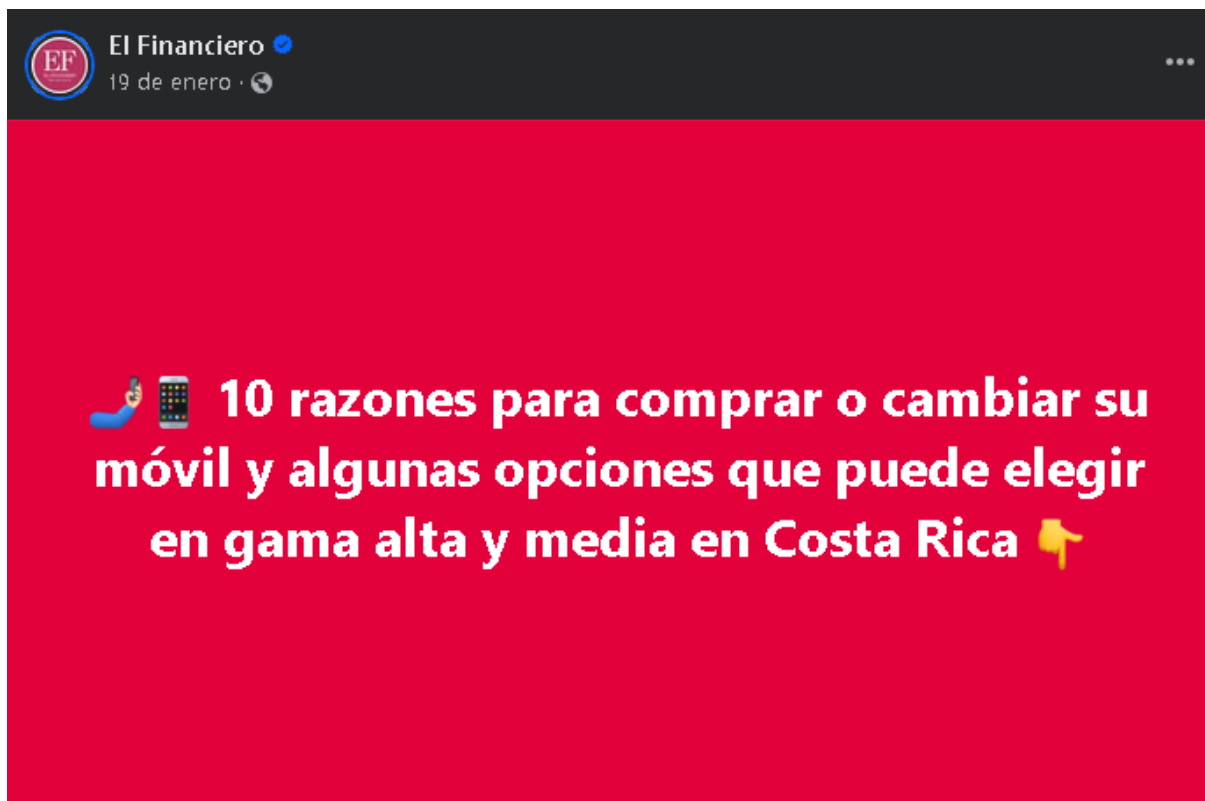 EF
El Financiero
19 de enero ·
10 razones para comprar o cambiar su
móvil y algunas opciones que puede elegir
en gama alta y media en Costa Rica